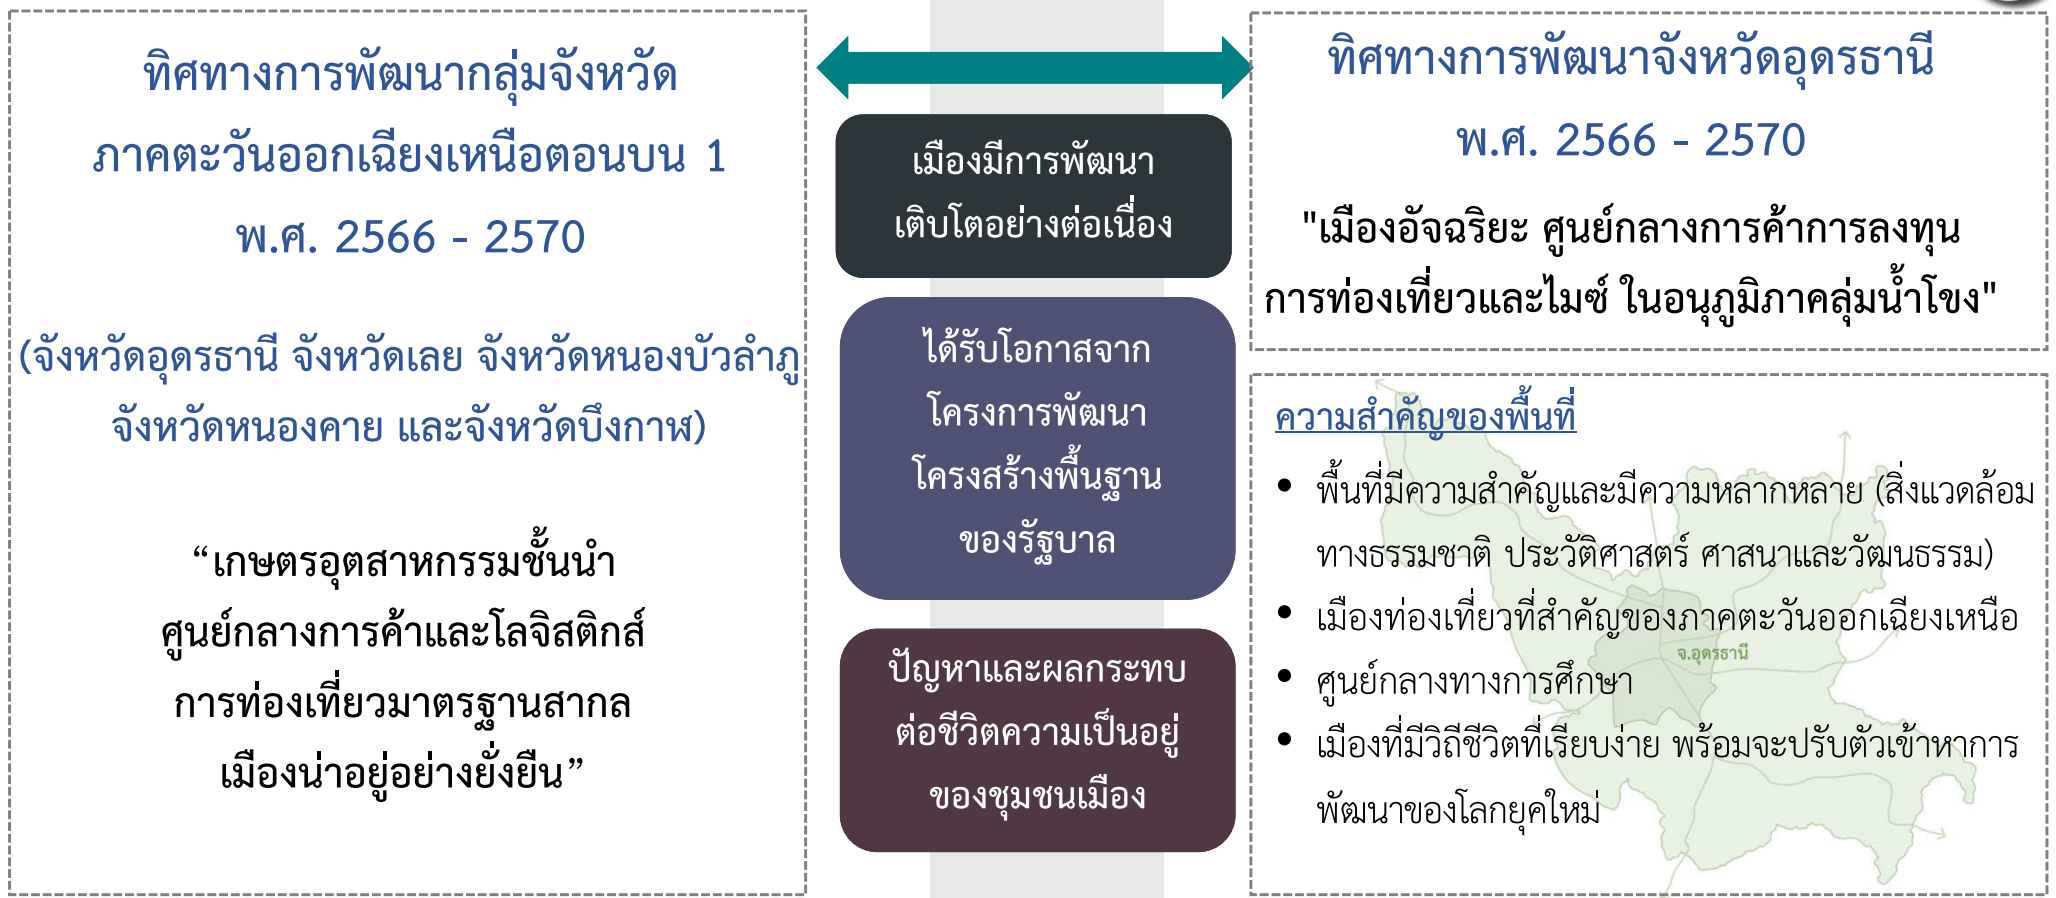 ทิศทางการพัฒนากลุ่มจังหวัด
ภาคตะวันออกเฉียงเหนือตอนบน 1
พ.ศ. 2566 - 2570
(จังหวัดอุดรธานี จังหวัดเลย จังหวัดหนองบัวลำภู
จังหวัดหนองคาย และจังหวัดบึงกาฬ)
“เกษตรอุตสาหกรรมชั้นนำ
ศูนย์กลางการค้าและโลจิสติกส์
การท่องเที่ยวมาตรฐานสากล
เมืองน่าอยู่อย่างยั่งยืน”
เมืองมีการพัฒนา
เติบโตอย่างต่อเนื่อง
ได้รับโอกาสจาก
โครงการพัฒนา
โครงสร้างพื้นฐาน
ของรัฐบาล
ปัญหาและผลกระทบ
ต่อชีวิตความเป็นอยู่
ของชุมชนเมือง
ทิศทางการพัฒนาจังหวัดอุดรธานี
พ.ศ. 2566 - 2570
"เมืองอัจฉริยะ ศูนย์กลางการค้าการลงทุน
การท่องเที่ยวและไมซ์ ในอนุภูมิภาคลุ่มน้ำโขง"
ความสำคัญของพื้นที่
• พื้นที่มีความสำคัญและมีความหลากหลาย (สิ่งแวดล้อม
ทางธรรมชาติ ประวัติศาสตร์ ศาสนาและวัฒนธรรม)
• เมืองท่องเที่ยวที่สำคัญของภาคตะวันออกเฉียงเหนือ
จ.อุดรธานี
• ศูนย์กลางทางการศึกษา
• เมืองที่มีวิถีชีวิตที่เรียบง่าย พร้อมจะปรับตัวเข้าหาการ
พัฒนาของโลกยุคใหม่